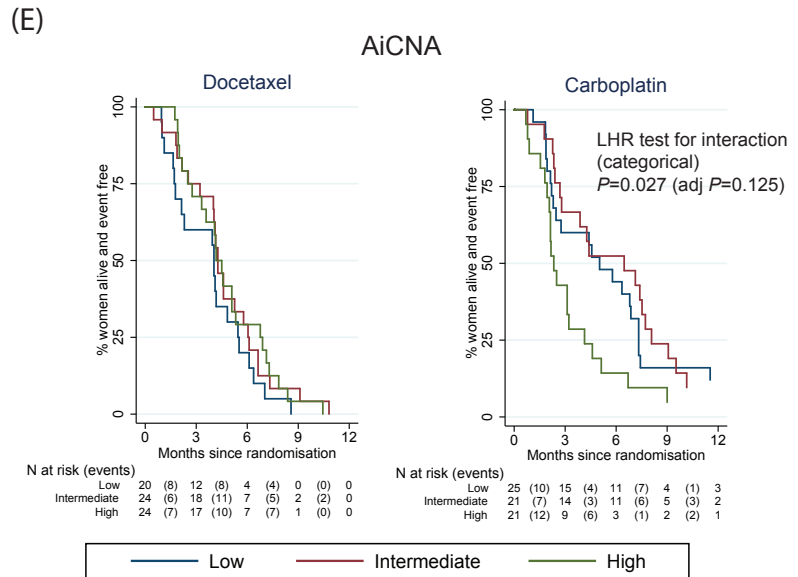 (E)
AiCNA
Docetaxel
% women alive and event free
100
75
50
25
0
0 3 6 9 12
Months since randomisation
N at risk (events)
Low 20 (8) 12 (8) 4 (4) 0 (0) 0
Intermediate 24 (6) 18 (11) 7 (5) 2 (2) 0
High 24 (7) 17 (10) 7 (7) 1 (0) 0
Carboplatin
LHR test for interaction
(categorical)
P=0.027 (adj P=0.125)
% women alive and event free
100
75
50
25
0
0 3 6 9 12
Months since randomisation
N at risk (events)
Low 25 (10) 15 (4) 11 (7) 4 (1) 3
Intermediate 21 (7) 14 (3) 11 (6) 5 (3) 2
High 21 (12) 9 (6) 3 (1) 2 (2) 1
Low Intermediate High